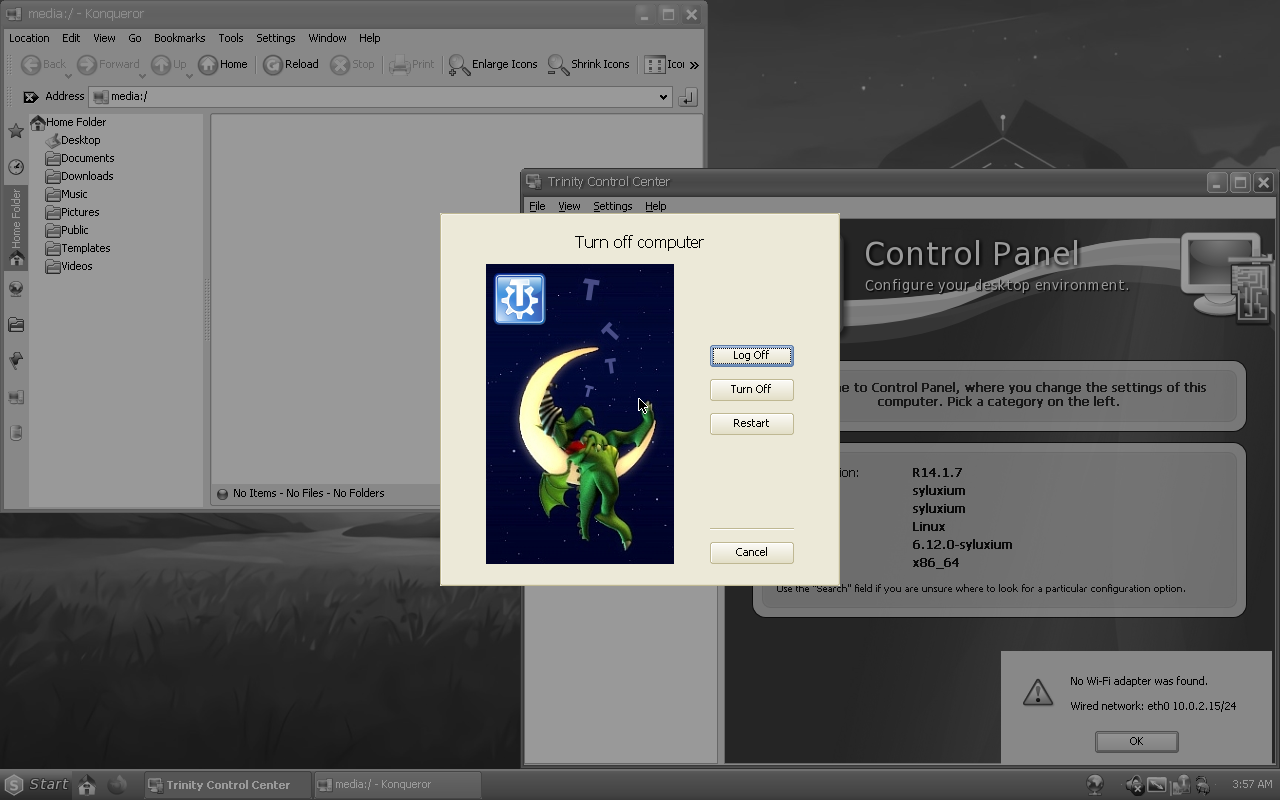 media:/ - Konqueror
Location Edit View Go Bookmarks Tools Settings Window Help
Back Forward Up Home Reload Stop Print Enlarge Icons Shrink Icons
Address media:/
Home Folder
Desktop
Documents
Downloads
Music
Pictures
Public
Templates
Videos
Home Folder
No Items - No Files - No Folders
Trinity Control Center
File View Settings Help
Control Panel
Configure your desktop environment.
to Control Panel, where you change the settings of this
computer. Pick a category on the left.
R14.1.7
syluxium
syluxium
Linux
6.12.0-syluxium
x86_64
Use the "Search" field if you are unsure where to look for a particular configuration option.
Turn off computer
T
T
T
T
T
Log Off
Turn Off
Restart
Cancel
No Wi-Fi adapter was found.
Wired network: eth0 10.0.2.15/24
OK
S Start Trinity Control Center media:/ - Konqueror 3:57 AM